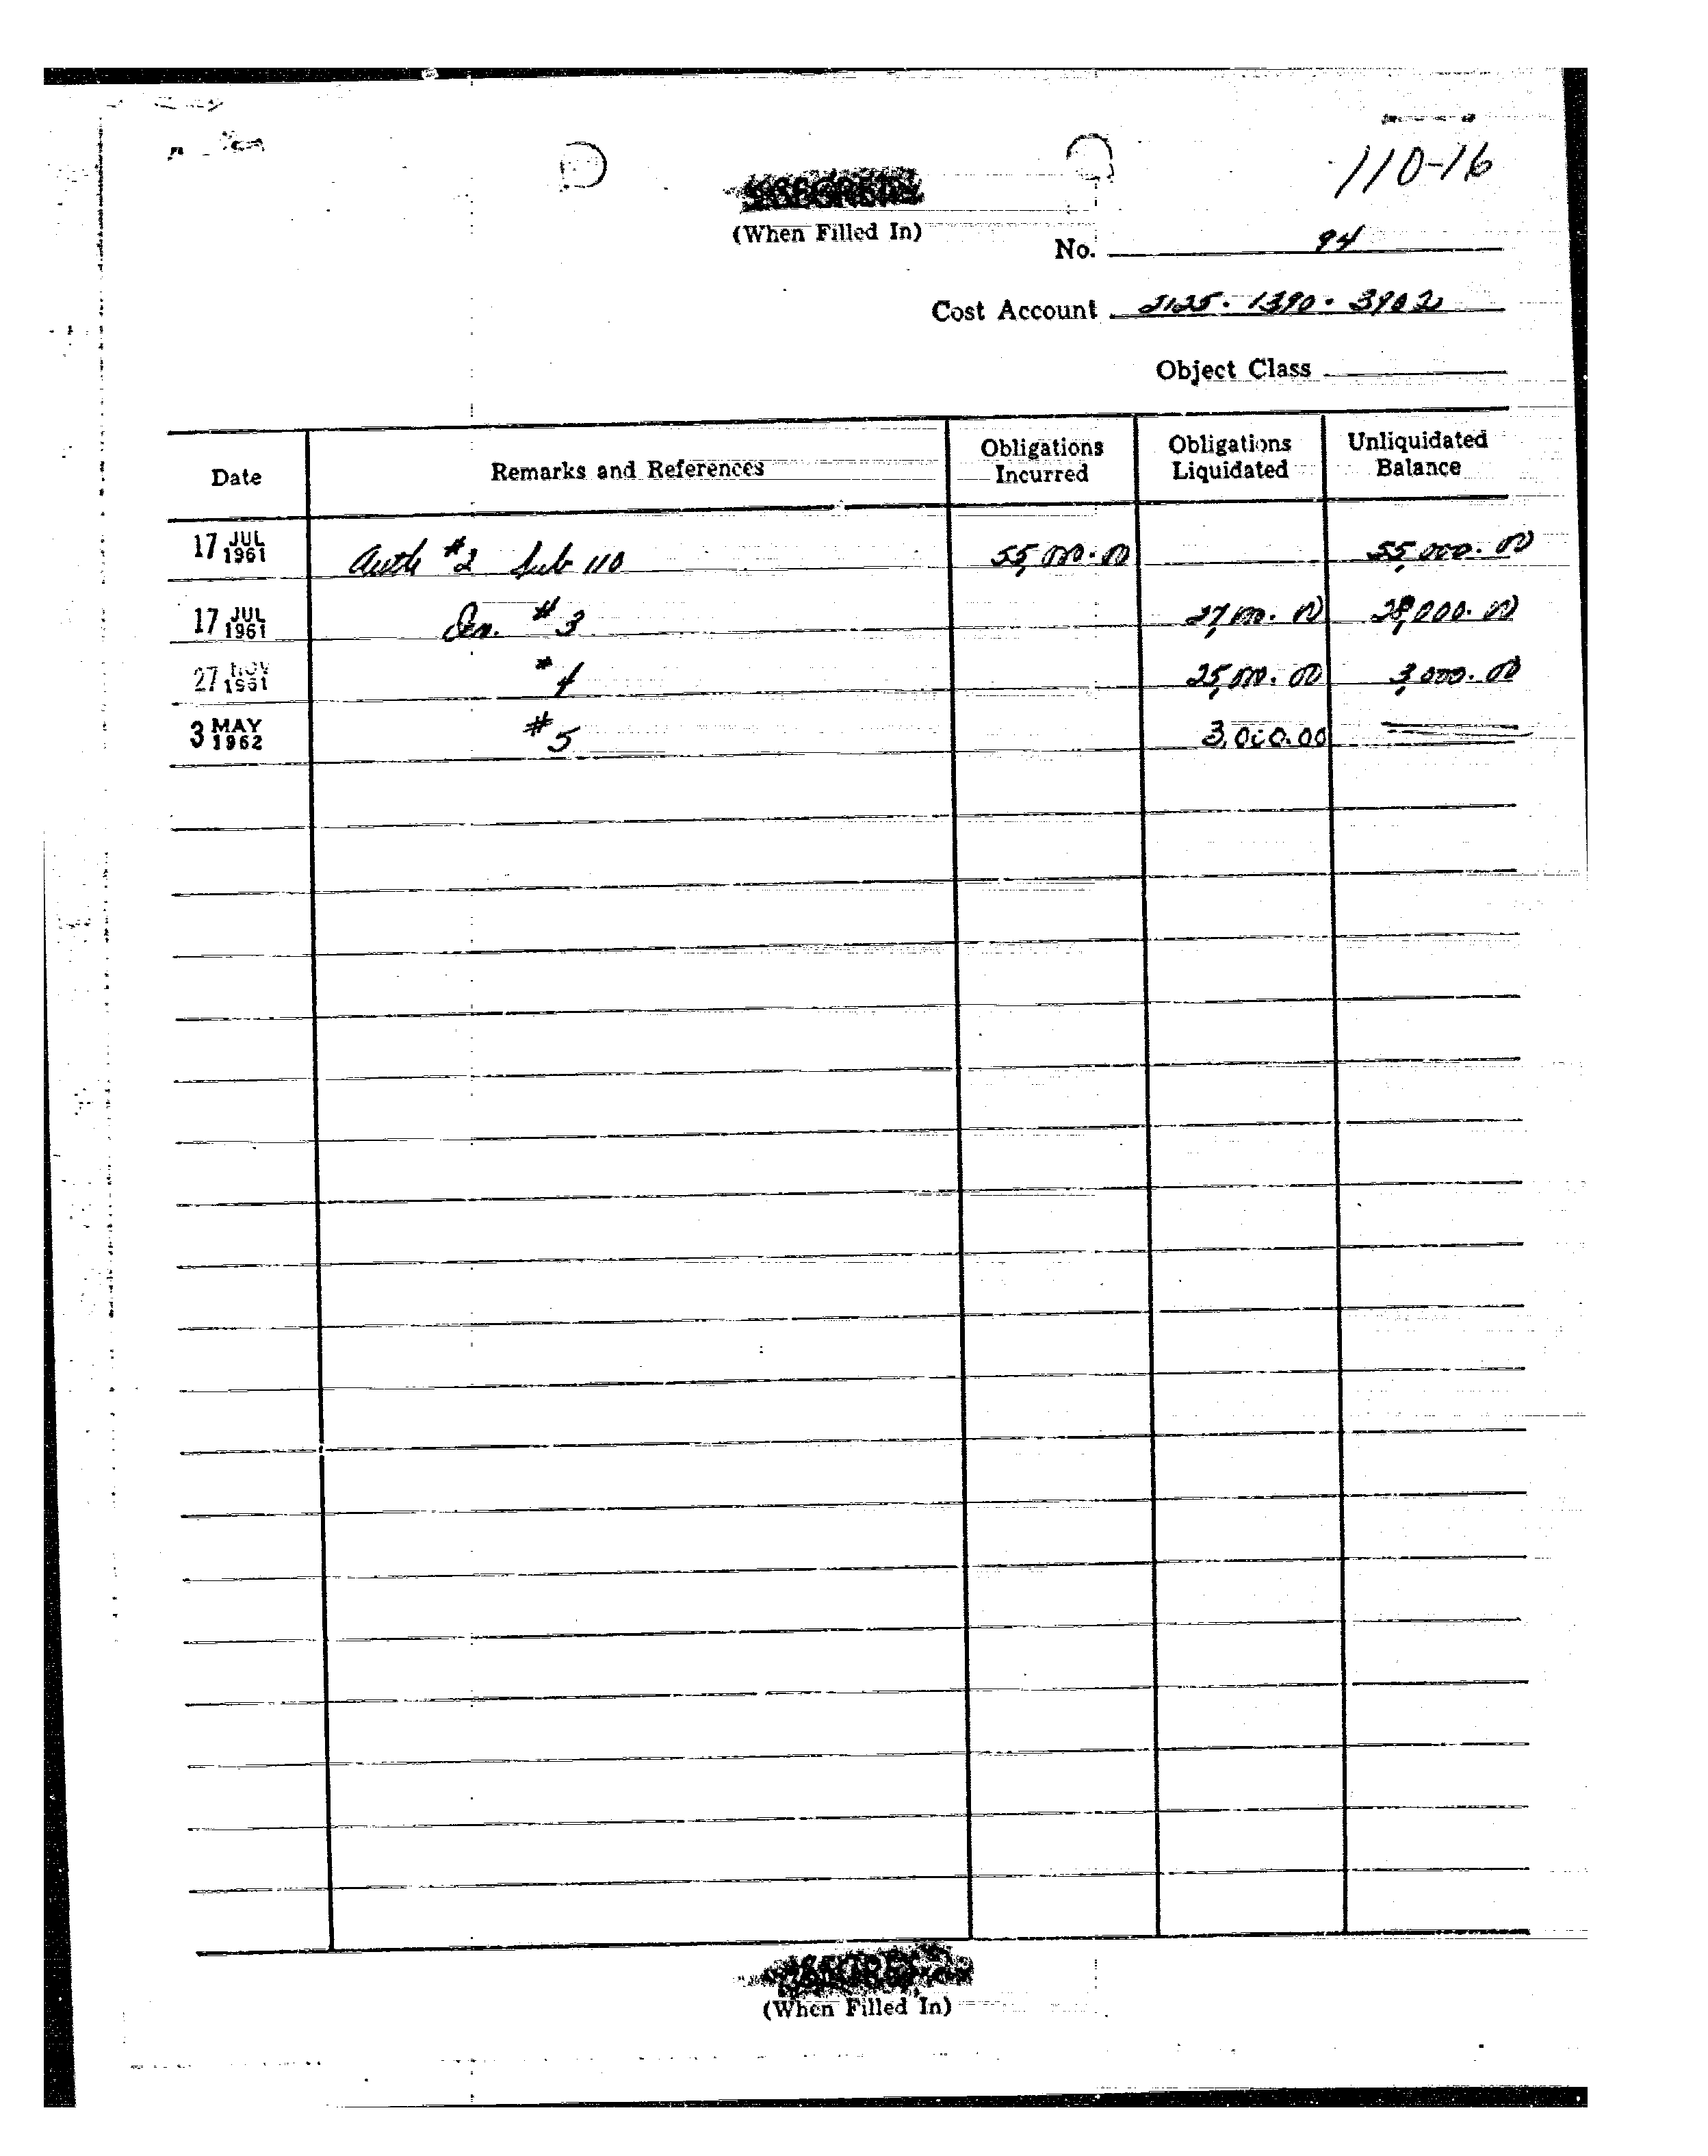 110-16
(When Filled In)
No. 94
Cost Account 2125-1390-3902
Object Class
Date Remarks and References Obligations Incurred Obligations Liquidated Unliquidated Balance
17 JUL 1961 Auth #2 Sub 110 55,000.00 55,000.00
17 JUL 1961 #3 27,000.00 28,000.00
27 NOV 1961 #4 25,000.00 3,000.00
3 MAY 1962 #5 3,000.00
(When Filled In)